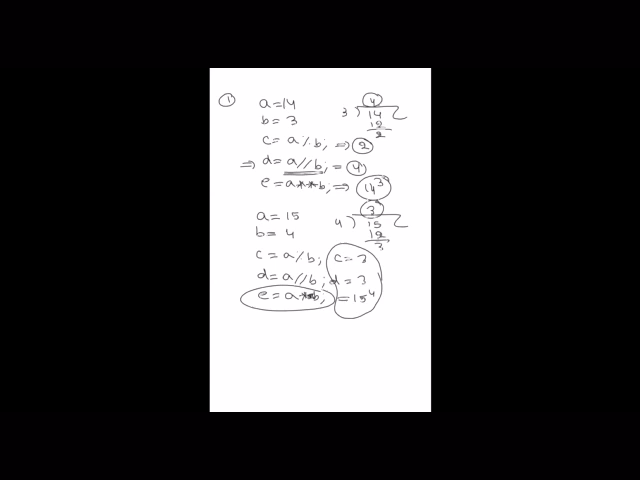 ① a=14
b=3
c=a%b; ⇒ 2
⇒ d=a//b; = 4
e=a**b; ⇒ 14³
4
3) 14
12
2
a=15
b=4
c=a%b; c=3
d=a//b; d=3
e=a**b; =15⁴
3
4) 15
12
3